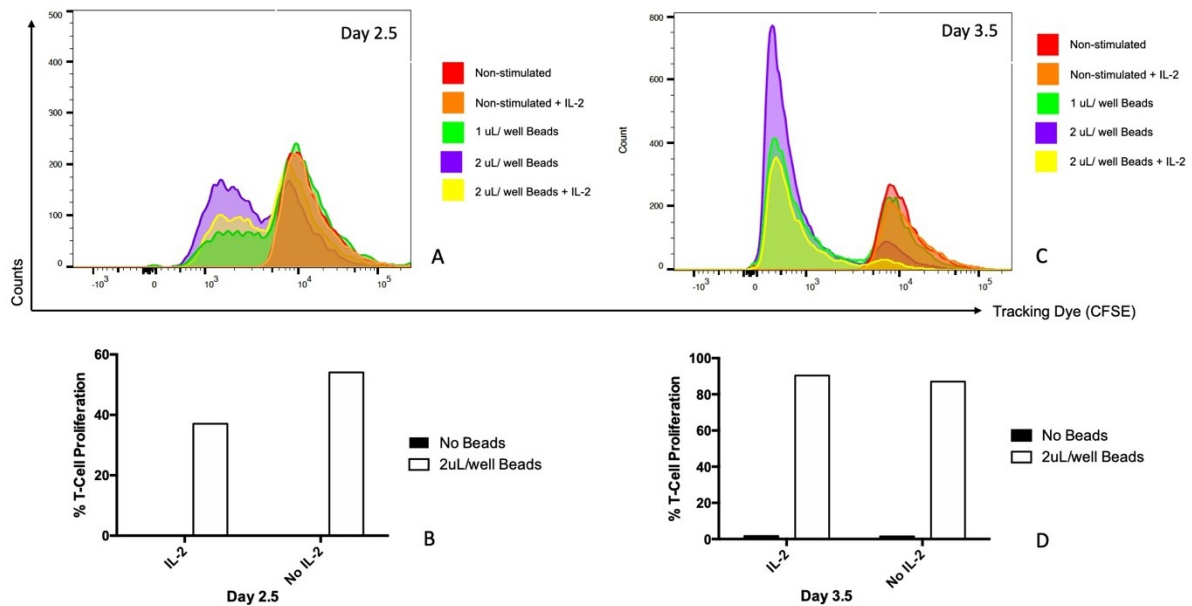 500
400
300
200
100
0
-10³
10³
10⁴
10⁵
Day 2.5
A
Non-stimulated
Non-stimulated + IL-2
1 uL/ well Beads
2 uL/ well Beads
2 uL/ well Beads + IL-2
Counts
800
600
400
200
0
Count
-10³
0
10³
10⁴
10⁵
Day 3.5
C
Non-stimulated
Non-stimulated + IL-2
1 uL/ well Beads
2 uL/ well Beads
2 uL/ well Beads + IL-2
Tracking Dye (CFSE)
% T-Cell Proliferation
60
40
20
0
IL-2
No IL-2
Day 2.5
No Beads
2uL/well Beads
B
% T-Cell Proliferation
100
80
60
40
20
0
IL-2
No IL-2
Day 3.5
No Beads
2uL/well Beads
D